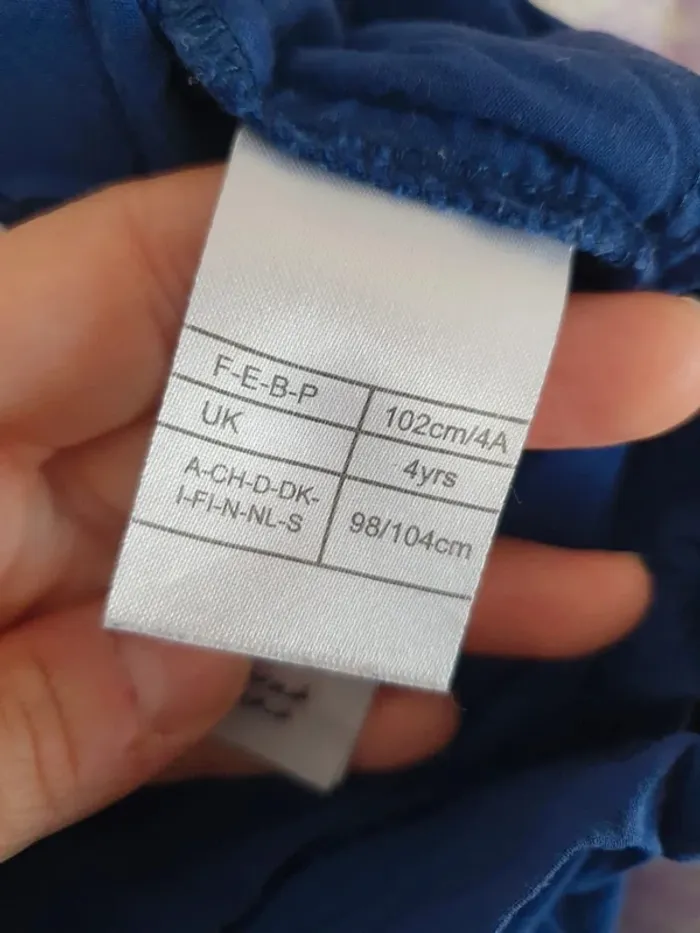 F-E-B-P 102cm/4A
UK 4yrs
A-CH-D-DK-
I-FI-N-NL-S 98/104cm